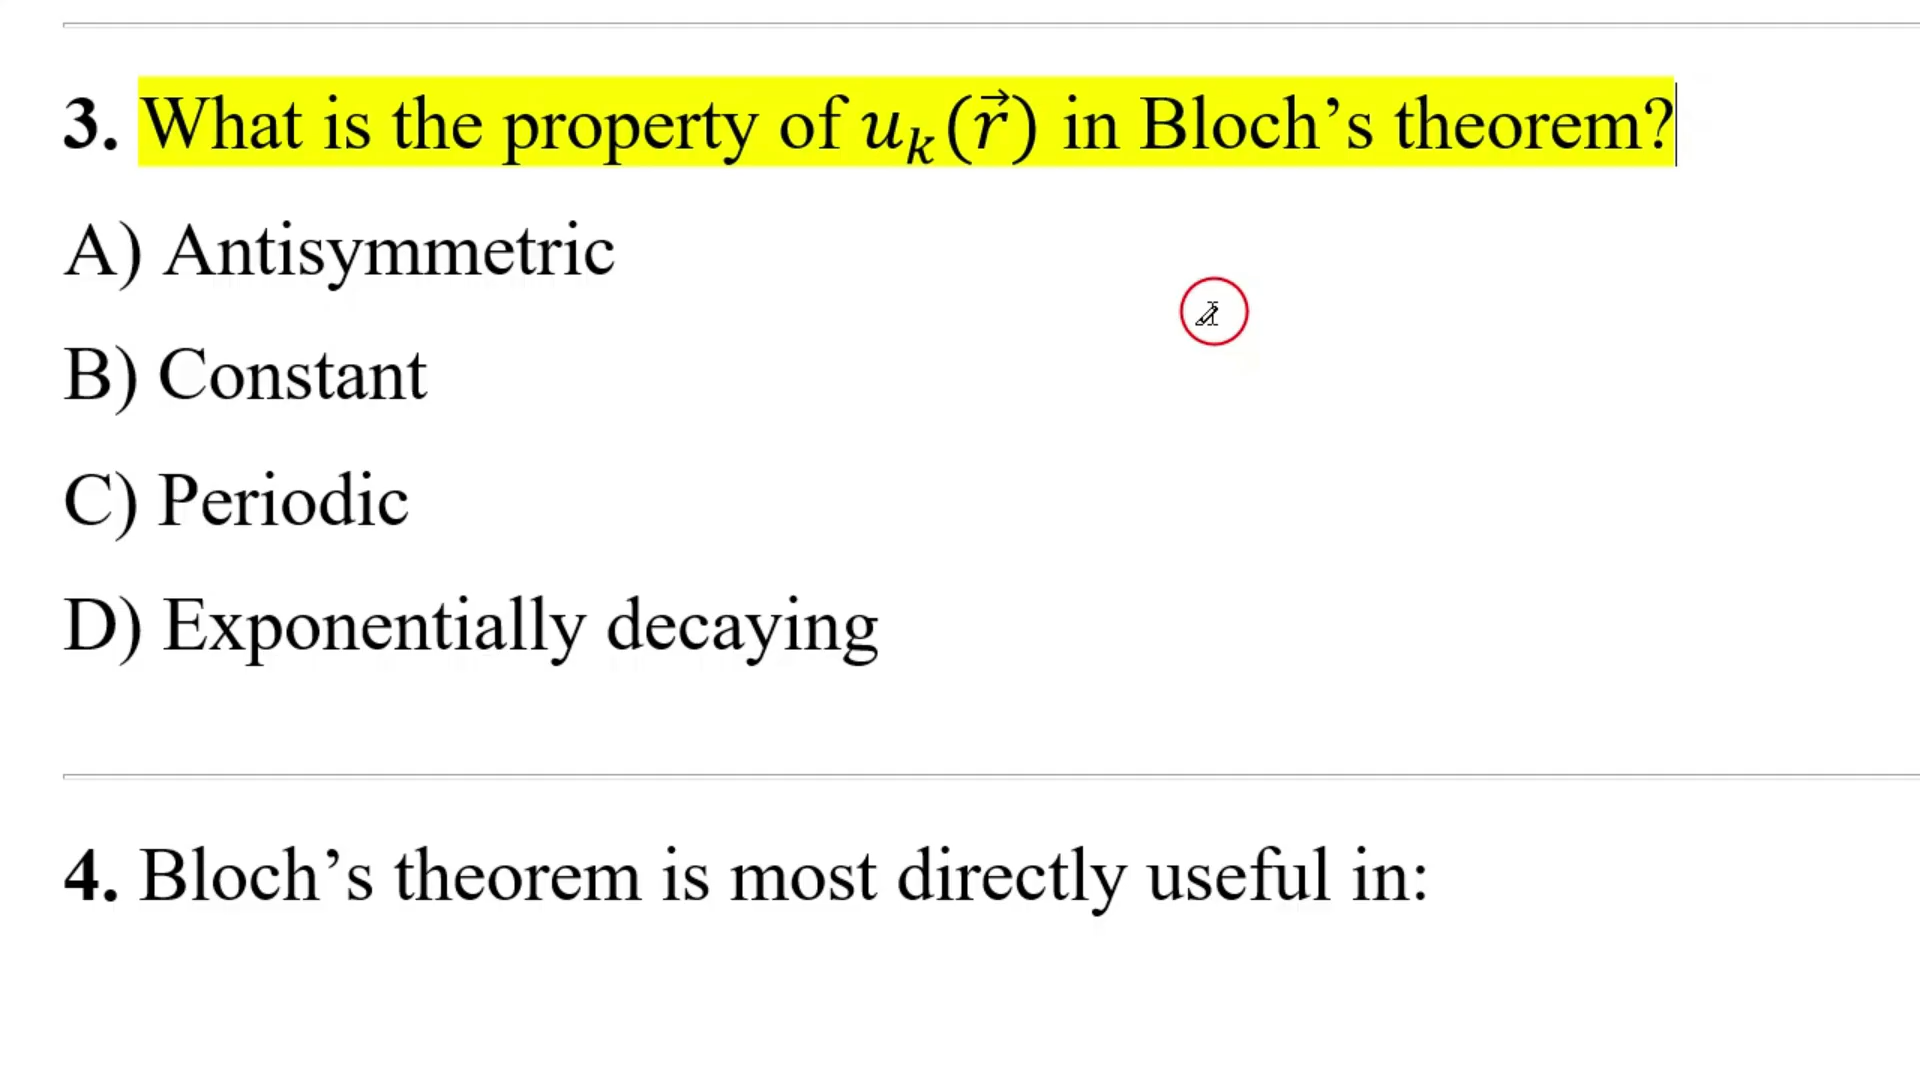 3. What is the property of u_k(r⃗) in Bloch’s theorem?
A) Antisymmetric
B) Constant
C) Periodic
D) Exponentially decaying
4. Bloch’s theorem is most directly useful in: